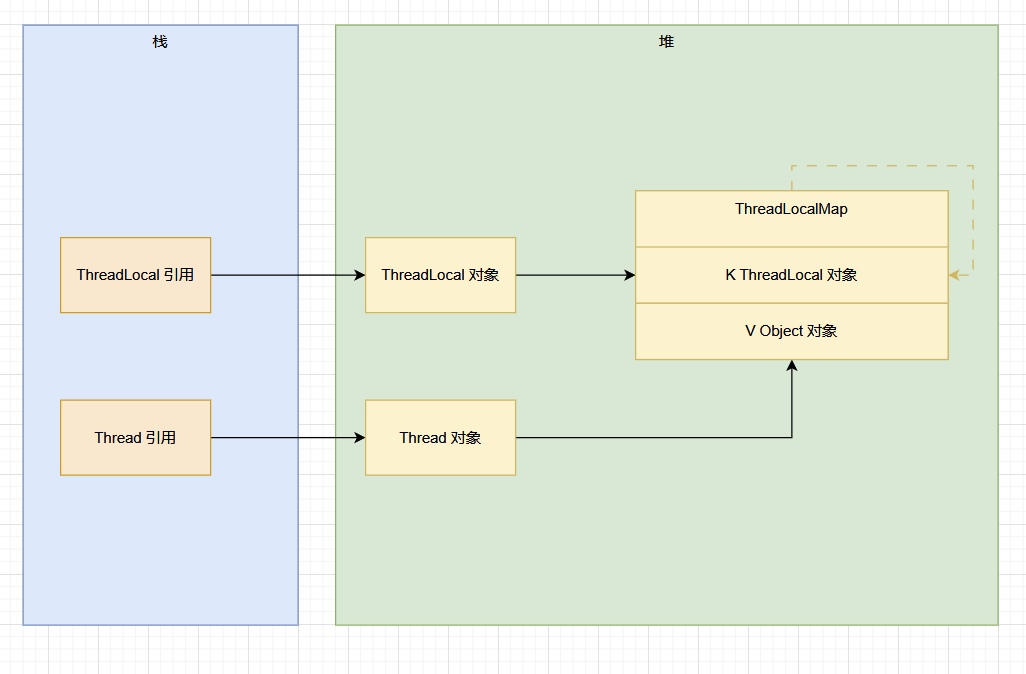 栈
堆
ThreadLocalMap
ThreadLocal 引用
ThreadLocal 对象
K ThreadLocal 对象
V Object 对象
Thread 引用
Thread 对象